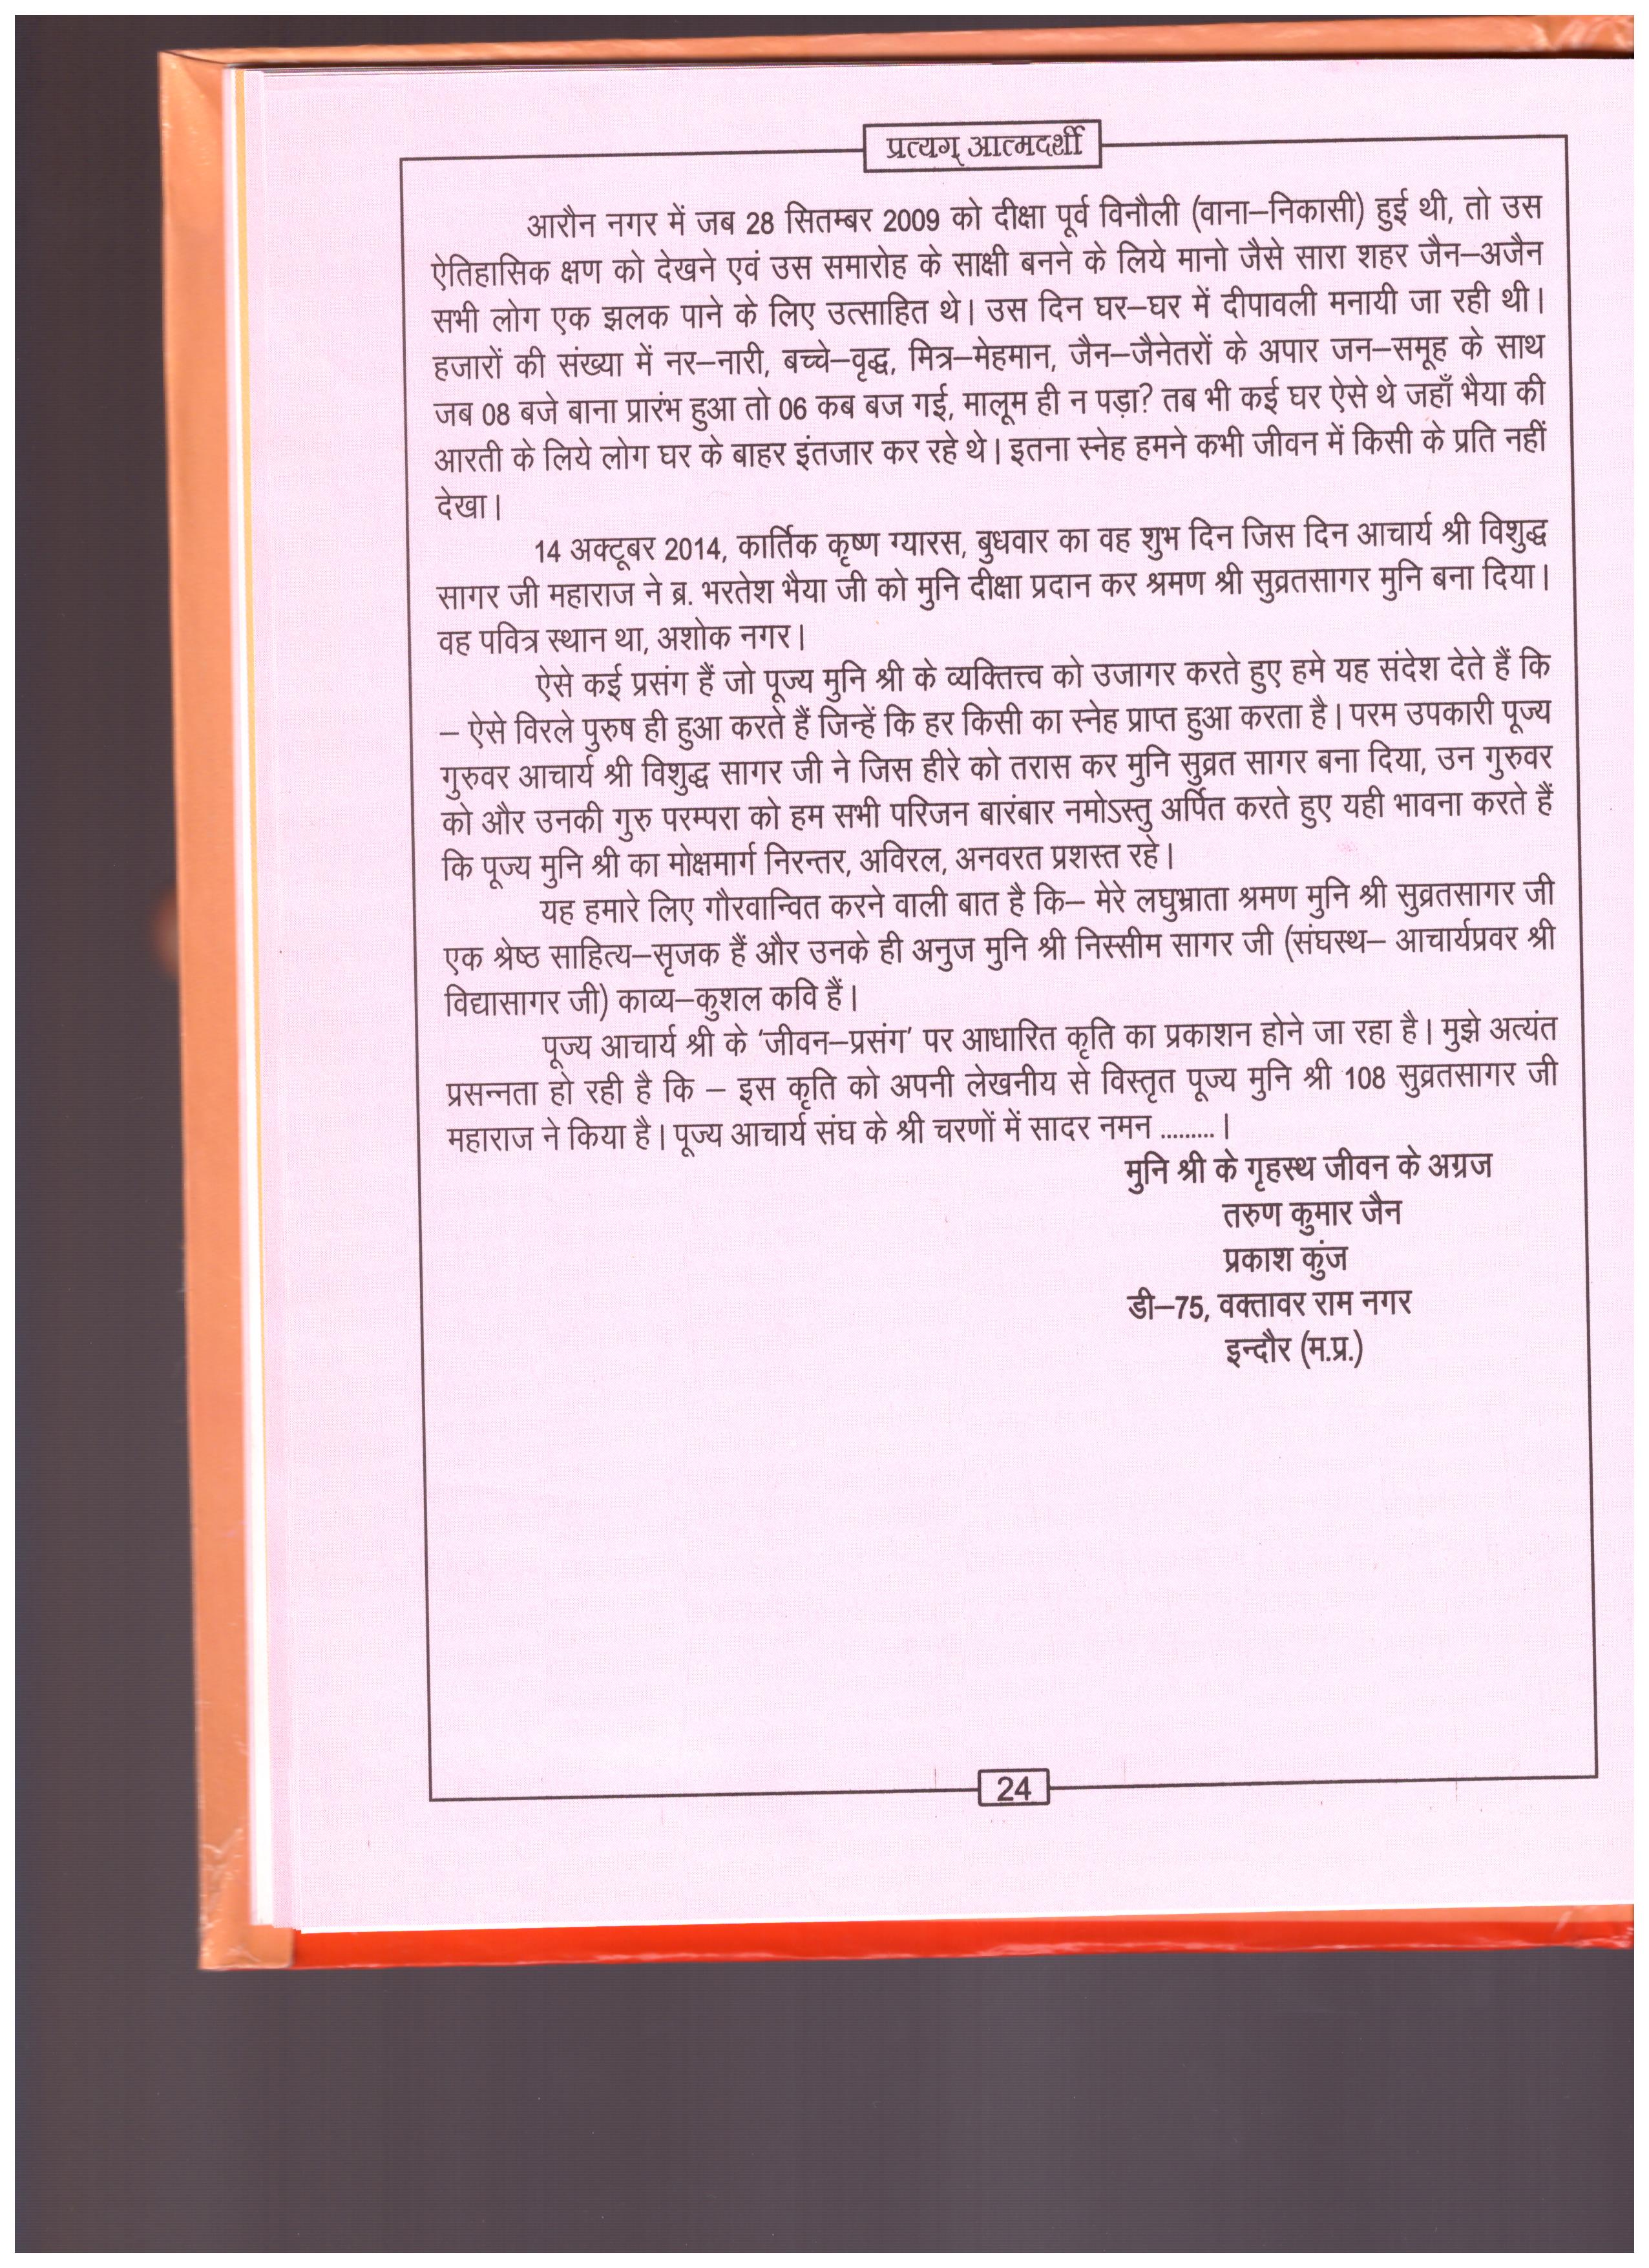 प्रत्यग् आत्मदर्शी
आरौन नगर में जब 28 सितम्बर 2009 को दीक्षा पूर्व विनौली (वाना–निकासी) हुई थी, तो उस
ऐतिहासिक क्षण को देखने एवं उस समारोह के साक्षी बनने के लिये मानो जैसे सारा शहर जैन–अजैन
सभी लोग एक झलक पाने के लिए उत्साहित थे। उस दिन घर–घर में दीपावली मनायी जा रही थी।
हजारों की संख्या में नर–नारी, बच्चे–वृद्ध, मित्र–मेहमान, जैन–जैनेतरों के अपार जन–समूह के साथ
जब 08 बजे बाना प्रारंभ हुआ तो 06 कब बज गई, मालूम ही न पड़ा? तब भी कई घर ऐसे थे जहाँ भैया की
आरती के लिये लोग घर के बाहर इंतजार कर रहे थे। इतना स्नेह हमने कभी जीवन में किसी के प्रति नहीं
देखा।
14 अक्टूबर 2014, कार्तिक कृष्ण ग्यारस, बुधवार का वह शुभ दिन जिस दिन आचार्य श्री विशुद्ध
सागर जी महाराज ने ब्र. भरतेश भैया जी को मुनि दीक्षा प्रदान कर श्रमण श्री सुव्रतसागर मुनि बना दिया।
वह पवित्र स्थान था, अशोक नगर।
ऐसे कई प्रसंग हैं जो पूज्य मुनि श्री के व्यक्तित्त्व को उजागर करते हुए हमे यह संदेश देते हैं कि
– ऐसे विरले पुरुष ही हुआ करते हैं जिन्हें कि हर किसी का स्नेह प्राप्त हुआ करता है। परम उपकारी पूज्य
गुरुवर आचार्य श्री विशुद्ध सागर जी ने जिस हीरे को तरास कर मुनि सुव्रत सागर बना दिया, उन गुरुवर
को और उनकी गुरु परम्परा को हम सभी परिजन बारंबार नमोऽस्तु अर्पित करते हुए यही भावना करते हैं
कि पूज्य मुनि श्री का मोक्षमार्ग निरन्तर, अविरल, अनवरत प्रशस्त रहे।
यह हमारे लिए गौरवान्वित करने वाली बात है कि– मेरे लघुभ्राता श्रमण मुनि श्री सुव्रतसागर जी
एक श्रेष्ठ साहित्य–सृजक हैं और उनके ही अनुज मुनि श्री निस्सीम सागर जी (संघस्थ– आचार्यप्रवर श्री
विद्यासागर जी) काव्य–कुशल कवि हैं।
पूज्य आचार्य श्री के 'जीवन–प्रसंग' पर आधारित कृति का प्रकाशन होने जा रहा है। मुझे अत्यंत
प्रसन्नता हो रही है कि – इस कृति को अपनी लेखनीय से विस्तृत पूज्य मुनि श्री 108 सुव्रतसागर जी
महाराज ने किया है। पूज्य आचार्य संघ के श्री चरणों में सादर नमन .........।
मुनि श्री के गृहस्थ जीवन के अग्रज
तरुण कुमार जैन
प्रकाश कुंज
डी–75, वक्तावर राम नगर
इन्दौर (म.प्र.)
24